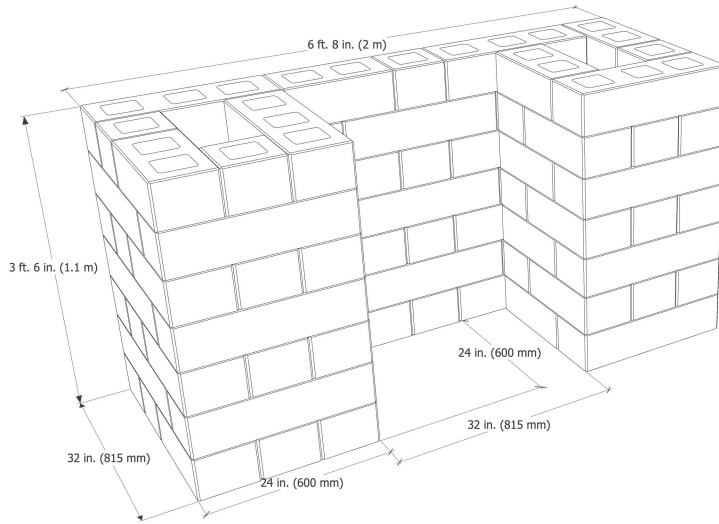 6 ft. 8 in. (2 m)
3 ft. 6 in. (1.1 m)
24 in. (600 mm)
32 in. (815 mm)
32 in. (815 mm)
24 in. (600 mm)